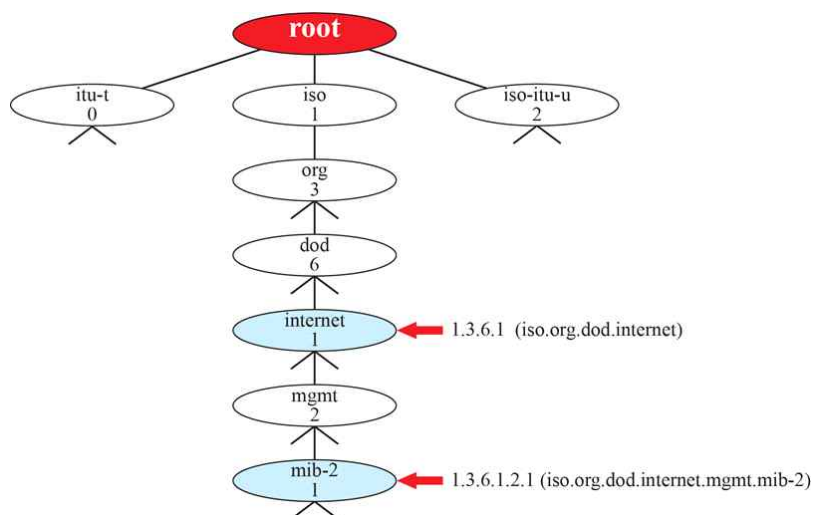 root
itu-t
0
iso
1
iso-itu-u
2
org
3
dod
6
internet
1
1.3.6.1 (iso.org.dod.internet)
mgmt
2
mib-2
1
1.3.6.1.2.1 (iso.org.dod.internet.mgmt.mib-2)